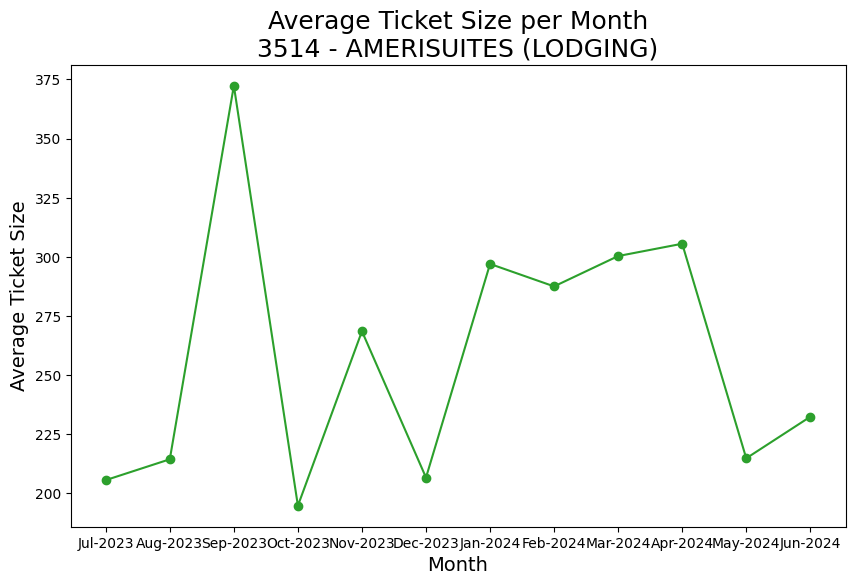 Average Ticket Size per Month
3514 - AMERISUITES (LODGING)
Average Ticket Size
375
350
325
300
275
250
225
200
Jul-2023 Aug-2023 Sep-2023 Oct-2023 Nov-2023 Dec-2023 Jan-2024 Feb-2024 Mar-2024 Apr-2024 May-2024 Jun-2024
Month